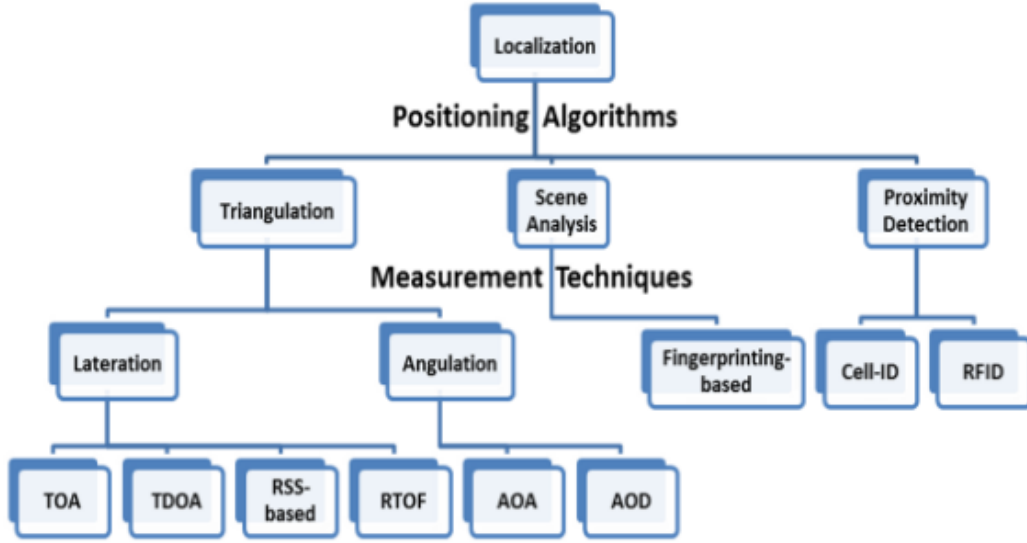 Localization
Positioning Algorithms
Triangulation
Scene
Analysis
Proximity
Detection
Measurement Techniques
Lateration
Angulation
Fingerprinting-
based
Cell-ID
RFID
TOA
TDOA
RSS-
based
RTOF
AOA
AOD